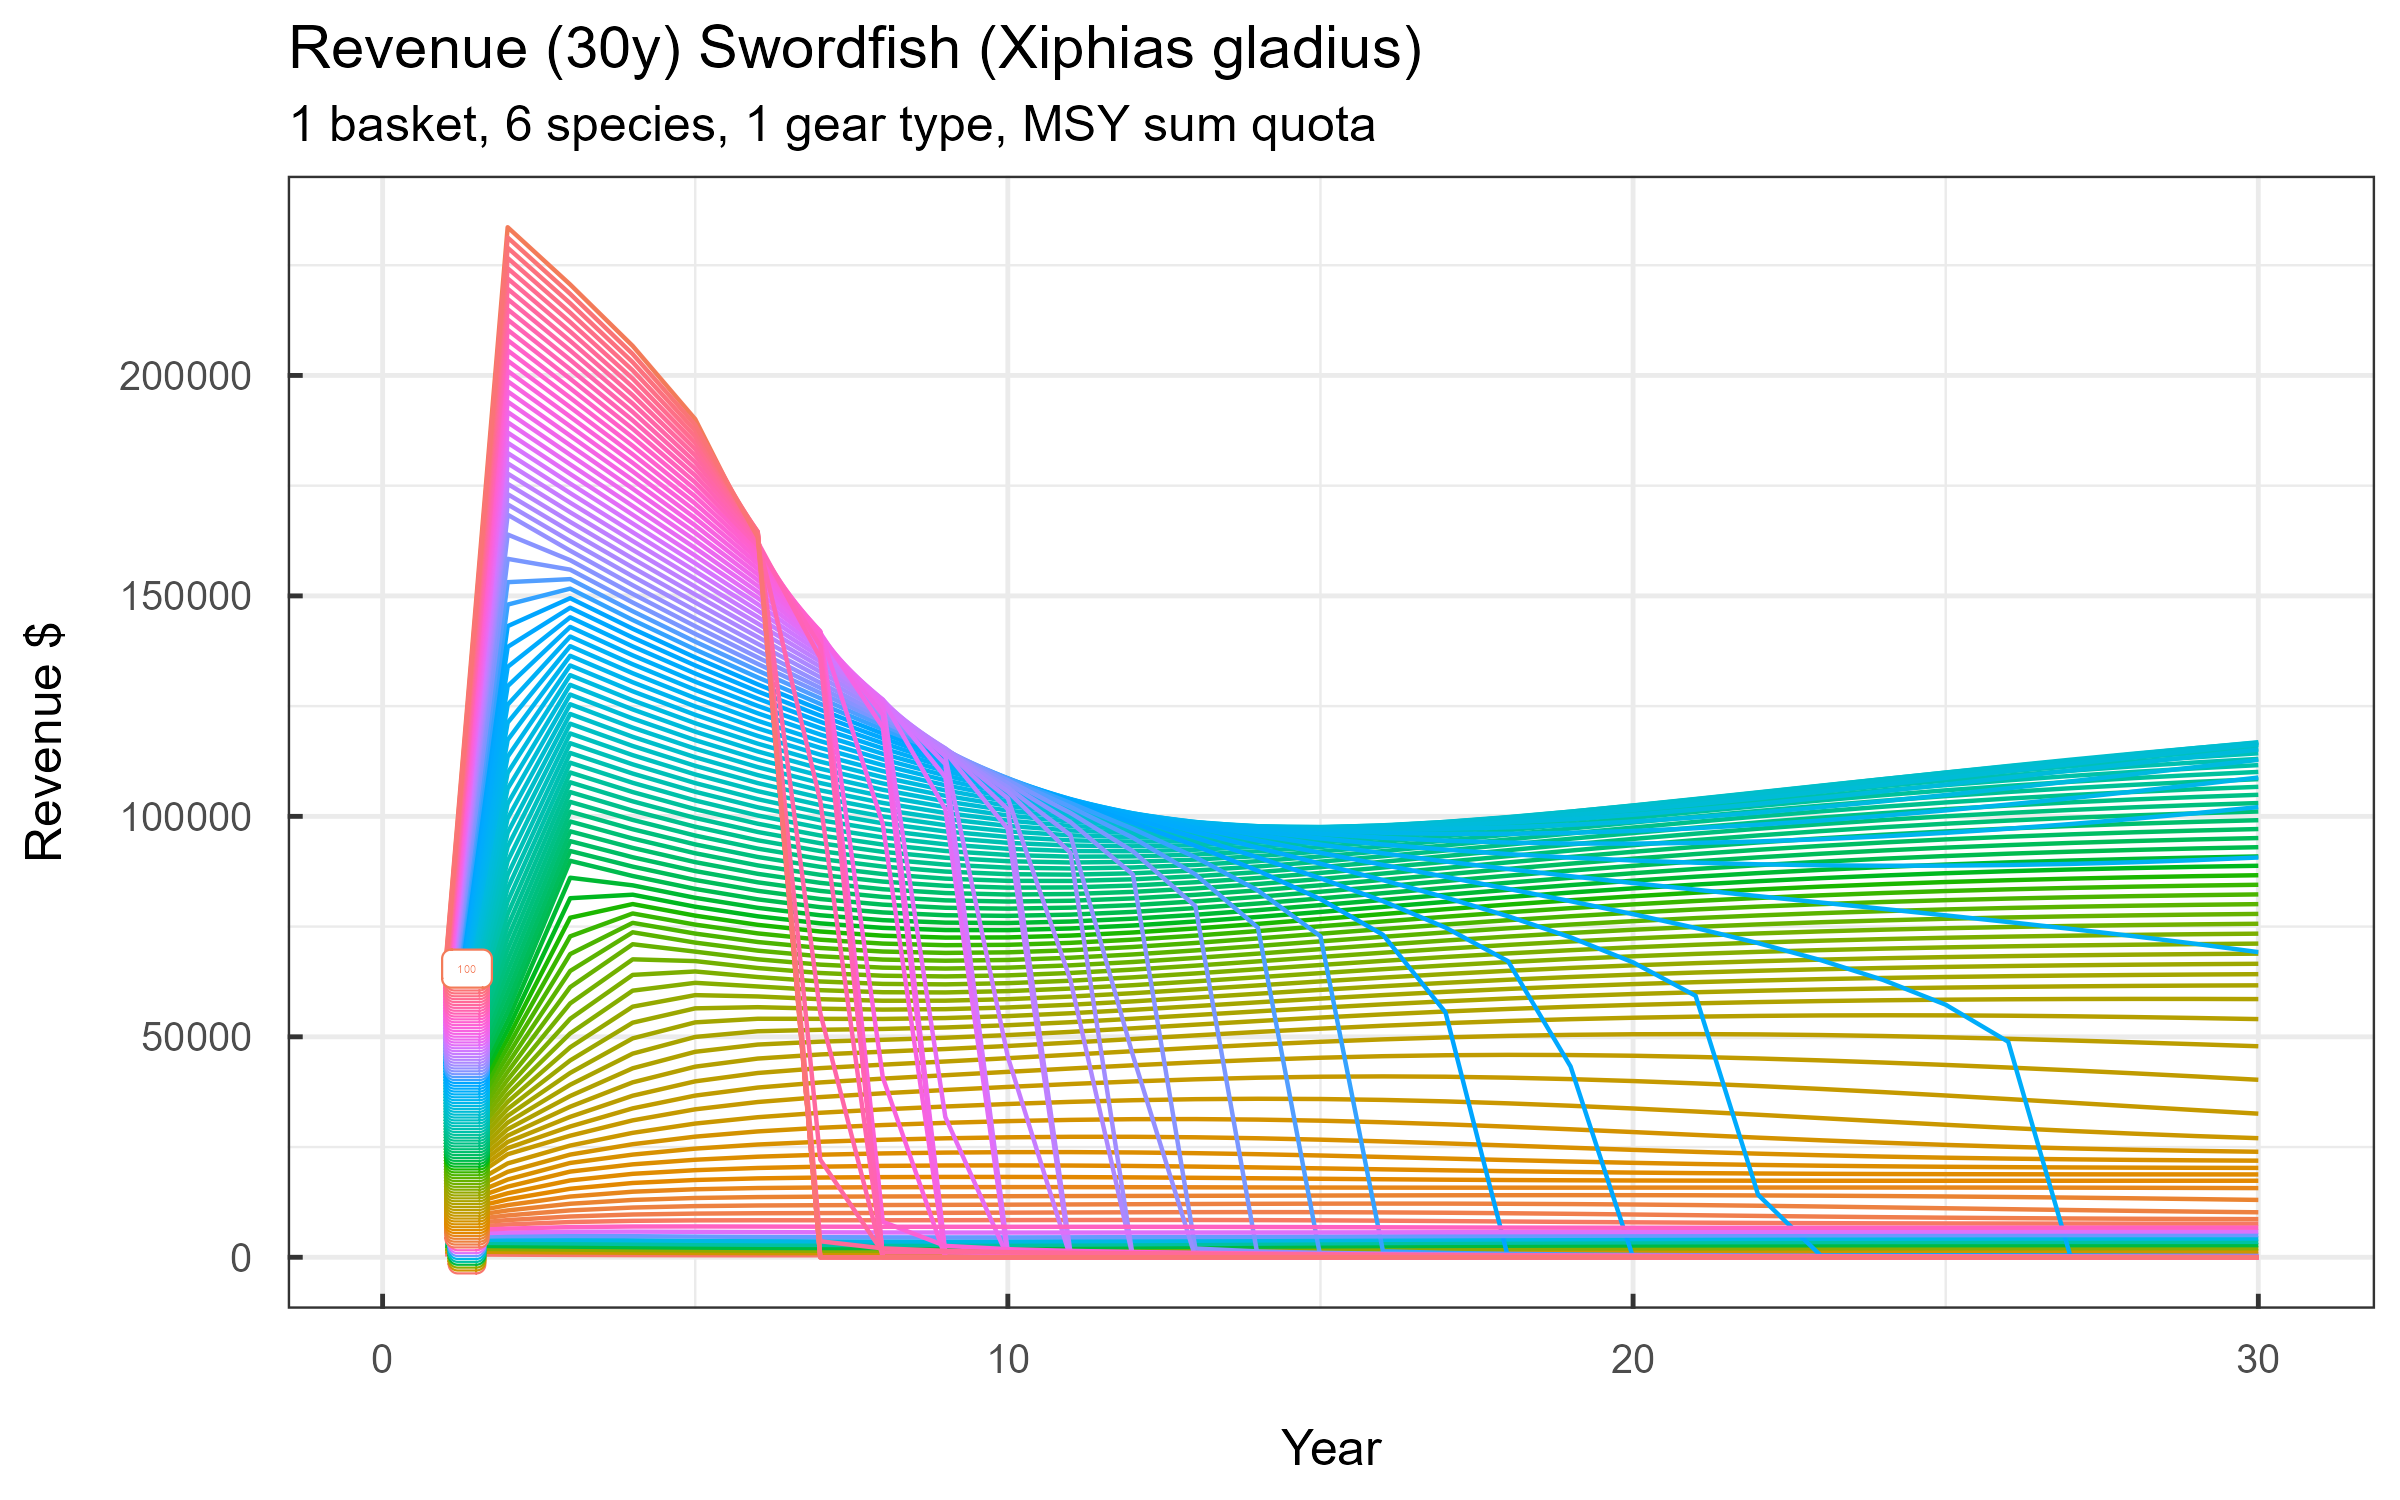 Revenue (30y) Swordfish (Xiphias gladius)
1 basket, 6 species, 1 gear type, MSY sum quota
Revenue $
200000
150000
100000
50000
0
100
0 10 20 30
Year